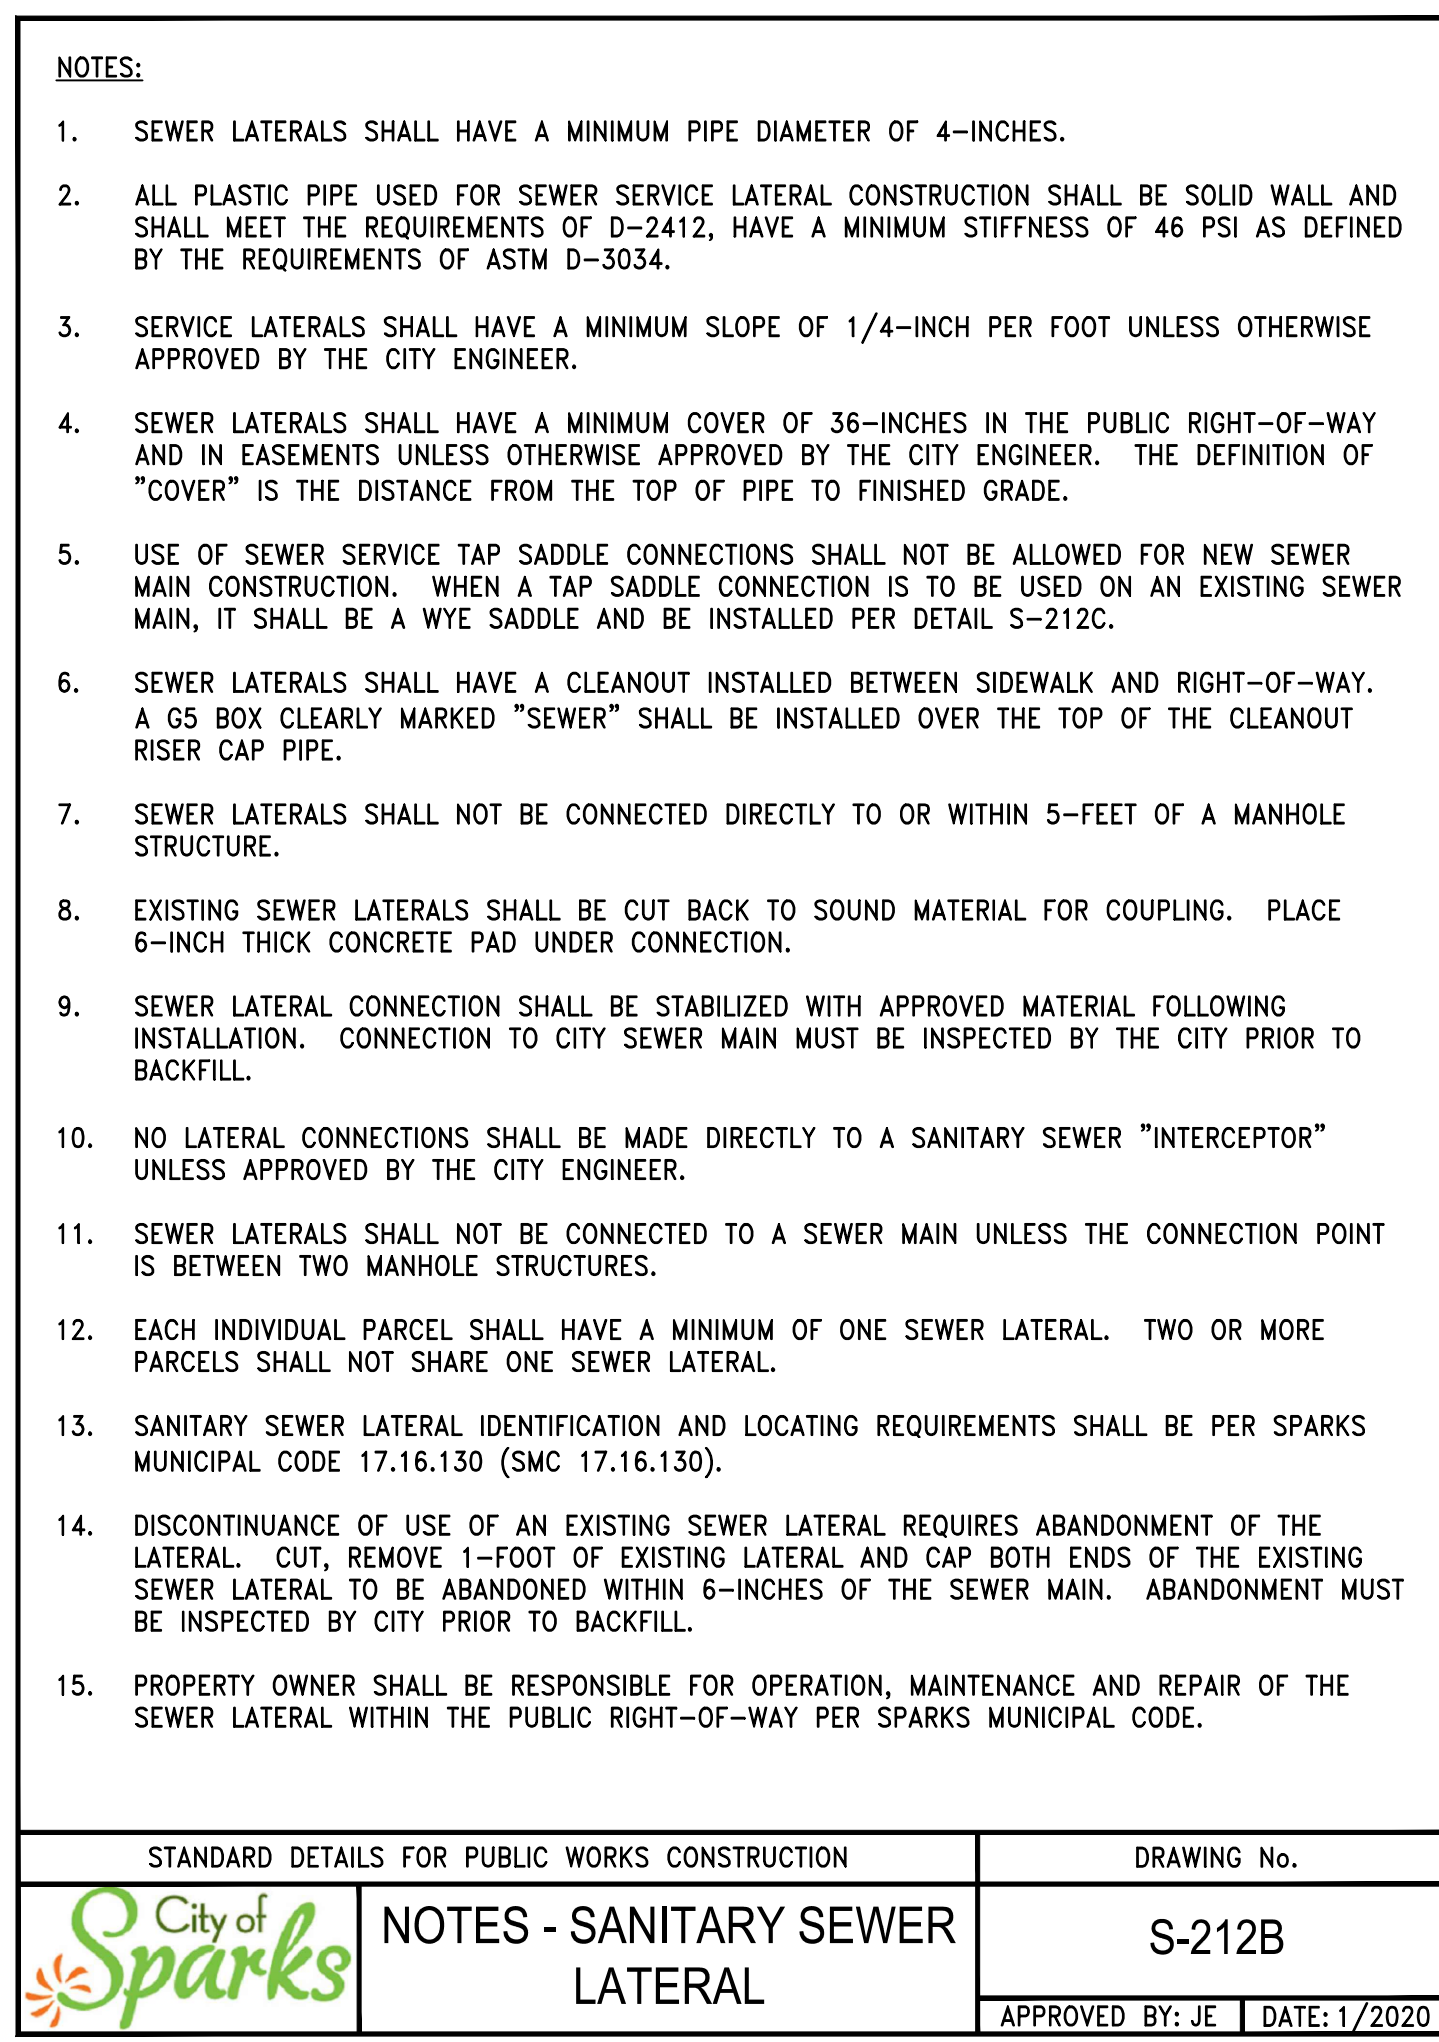 NOTES:
1. SEWER LATERALS SHALL HAVE A MINIMUM PIPE DIAMETER OF 4-INCHES.
2. ALL PLASTIC PIPE USED FOR SEWER SERVICE LATERAL CONSTRUCTION SHALL BE SOLID WALL AND
SHALL MEET THE REQUIREMENTS OF D-2412, HAVE A MINIMUM STIFFNESS OF 46 PSI AS DEFINED
BY THE REQUIREMENTS OF ASTM D-3034.
3. SERVICE LATERALS SHALL HAVE A MINIMUM SLOPE OF 1/4-INCH PER FOOT UNLESS OTHERWISE
APPROVED BY THE CITY ENGINEER.
4. SEWER LATERALS SHALL HAVE A MINIMUM COVER OF 36-INCHES IN THE PUBLIC RIGHT-OF-WAY
AND IN EASEMENTS UNLESS OTHERWISE APPROVED BY THE CITY ENGINEER. THE DEFINITION OF
"COVER" IS THE DISTANCE FROM THE TOP OF PIPE TO FINISHED GRADE.
5. USE OF SEWER SERVICE TAP SADDLE CONNECTIONS SHALL NOT BE ALLOWED FOR NEW SEWER
MAIN CONSTRUCTION. WHEN A TAP SADDLE CONNECTION IS TO BE USED ON AN EXISTING SEWER
MAIN, IT SHALL BE A WYE SADDLE AND BE INSTALLED PER DETAIL S-212C.
6. SEWER LATERALS SHALL HAVE A CLEANOUT INSTALLED BETWEEN SIDEWALK AND RIGHT-OF-WAY.
A G5 BOX CLEARLY MARKED "SEWER" SHALL BE INSTALLED OVER THE TOP OF THE CLEANOUT
RISER CAP PIPE.
7. SEWER LATERALS SHALL NOT BE CONNECTED DIRECTLY TO OR WITHIN 5-FEET OF A MANHOLE
STRUCTURE.
8. EXISTING SEWER LATERALS SHALL BE CUT BACK TO SOUND MATERIAL FOR COUPLING. PLACE
6-INCH THICK CONCRETE PAD UNDER CONNECTION.
9. SEWER LATERAL CONNECTION SHALL BE STABILIZED WITH APPROVED MATERIAL FOLLOWING
INSTALLATION. CONNECTION TO CITY SEWER MAIN MUST BE INSPECTED BY THE CITY PRIOR TO
BACKFILL.
10. NO LATERAL CONNECTIONS SHALL BE MADE DIRECTLY TO A SANITARY SEWER "INTERCEPTOR"
UNLESS APPROVED BY THE CITY ENGINEER.
11. SEWER LATERALS SHALL NOT BE CONNECTED TO A SEWER MAIN UNLESS THE CONNECTION POINT
IS BETWEEN TWO MANHOLE STRUCTURES.
12. EACH INDIVIDUAL PARCEL SHALL HAVE A MINIMUM OF ONE SEWER LATERAL. TWO OR MORE
PARCELS SHALL NOT SHARE ONE SEWER LATERAL.
13. SANITARY SEWER LATERAL IDENTIFICATION AND LOCATING REQUIREMENTS SHALL BE PER SPARKS
MUNICIPAL CODE 17.16.130 (SMC 17.16.130).
14. DISCONTINUANCE OF USE OF AN EXISTING SEWER LATERAL REQUIRES ABANDONMENT OF THE
LATERAL. CUT, REMOVE 1-FOOT OF EXISTING LATERAL AND CAP BOTH ENDS OF THE EXISTING
SEWER LATERAL TO BE ABANDONED WITHIN 6-INCHES OF THE SEWER MAIN. ABANDONMENT MUST
BE INSPECTED BY CITY PRIOR TO BACKFILL.
15. PROPERTY OWNER SHALL BE RESPONSIBLE FOR OPERATION, MAINTENANCE AND REPAIR OF THE
SEWER LATERAL WITHIN THE PUBLIC RIGHT-OF-WAY PER SPARKS MUNICIPAL CODE.
STANDARD DETAILS FOR PUBLIC WORKS CONSTRUCTION
DRAWING No.
City of
Sparks
NOTES - SANITARY SEWER
LATERAL
S-212B
APPROVED BY: JE
DATE: 1/2020